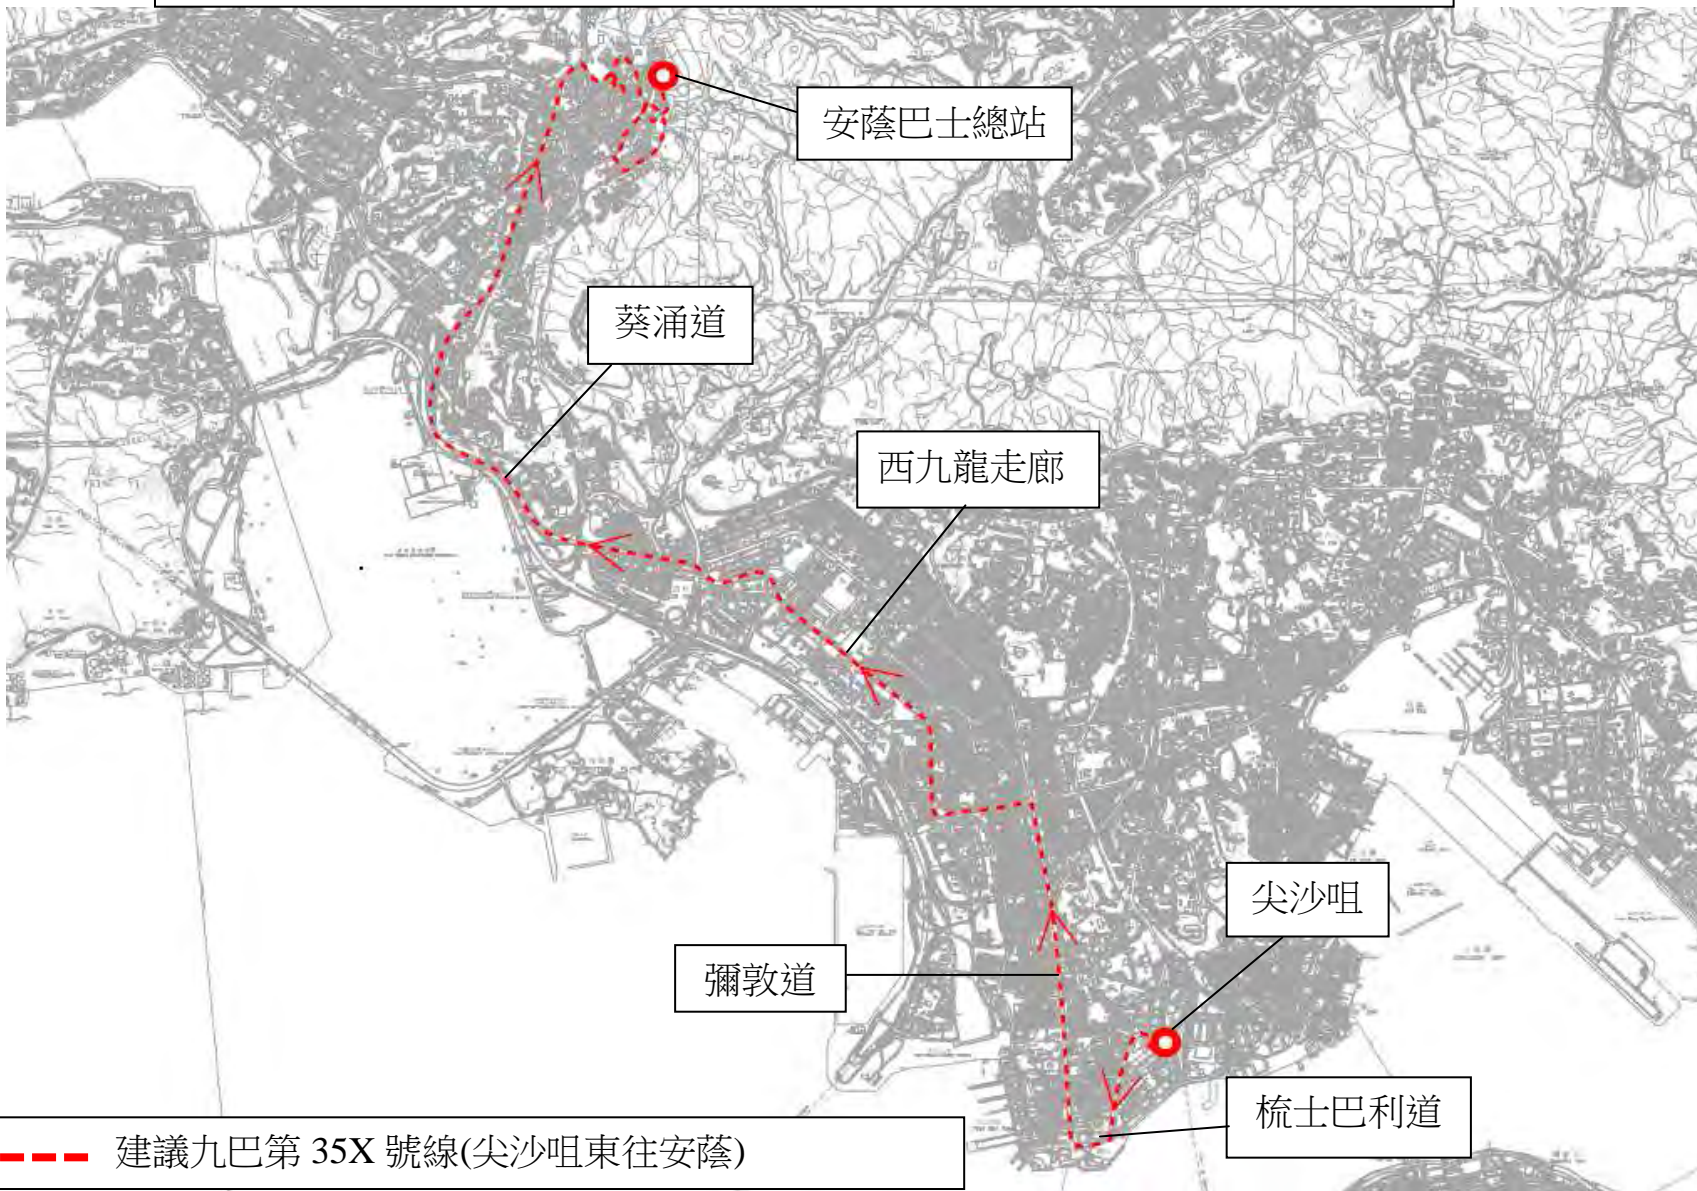 安蔭巴士總站
葵涌道
西九龍走廊
尖沙咀
彌敦道
梳士巴利道
建議九巴第 35X 號線(尖沙咀東往安蔭)